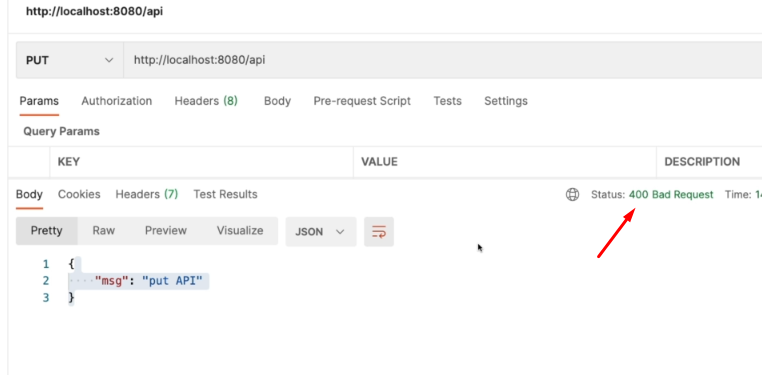 http://localhost:8080/api
PUT http://localhost:8080/api
Params Authorization Headers (8) Body Pre-request Script Tests Settings
Query Params
KEY VALUE DESCRIPTION
Body Cookies Headers (7) Test Results Status: 400 Bad Request Time: 14
Pretty Raw Preview Visualize JSON
1 {
2 ····"msg": "put API"
3 }